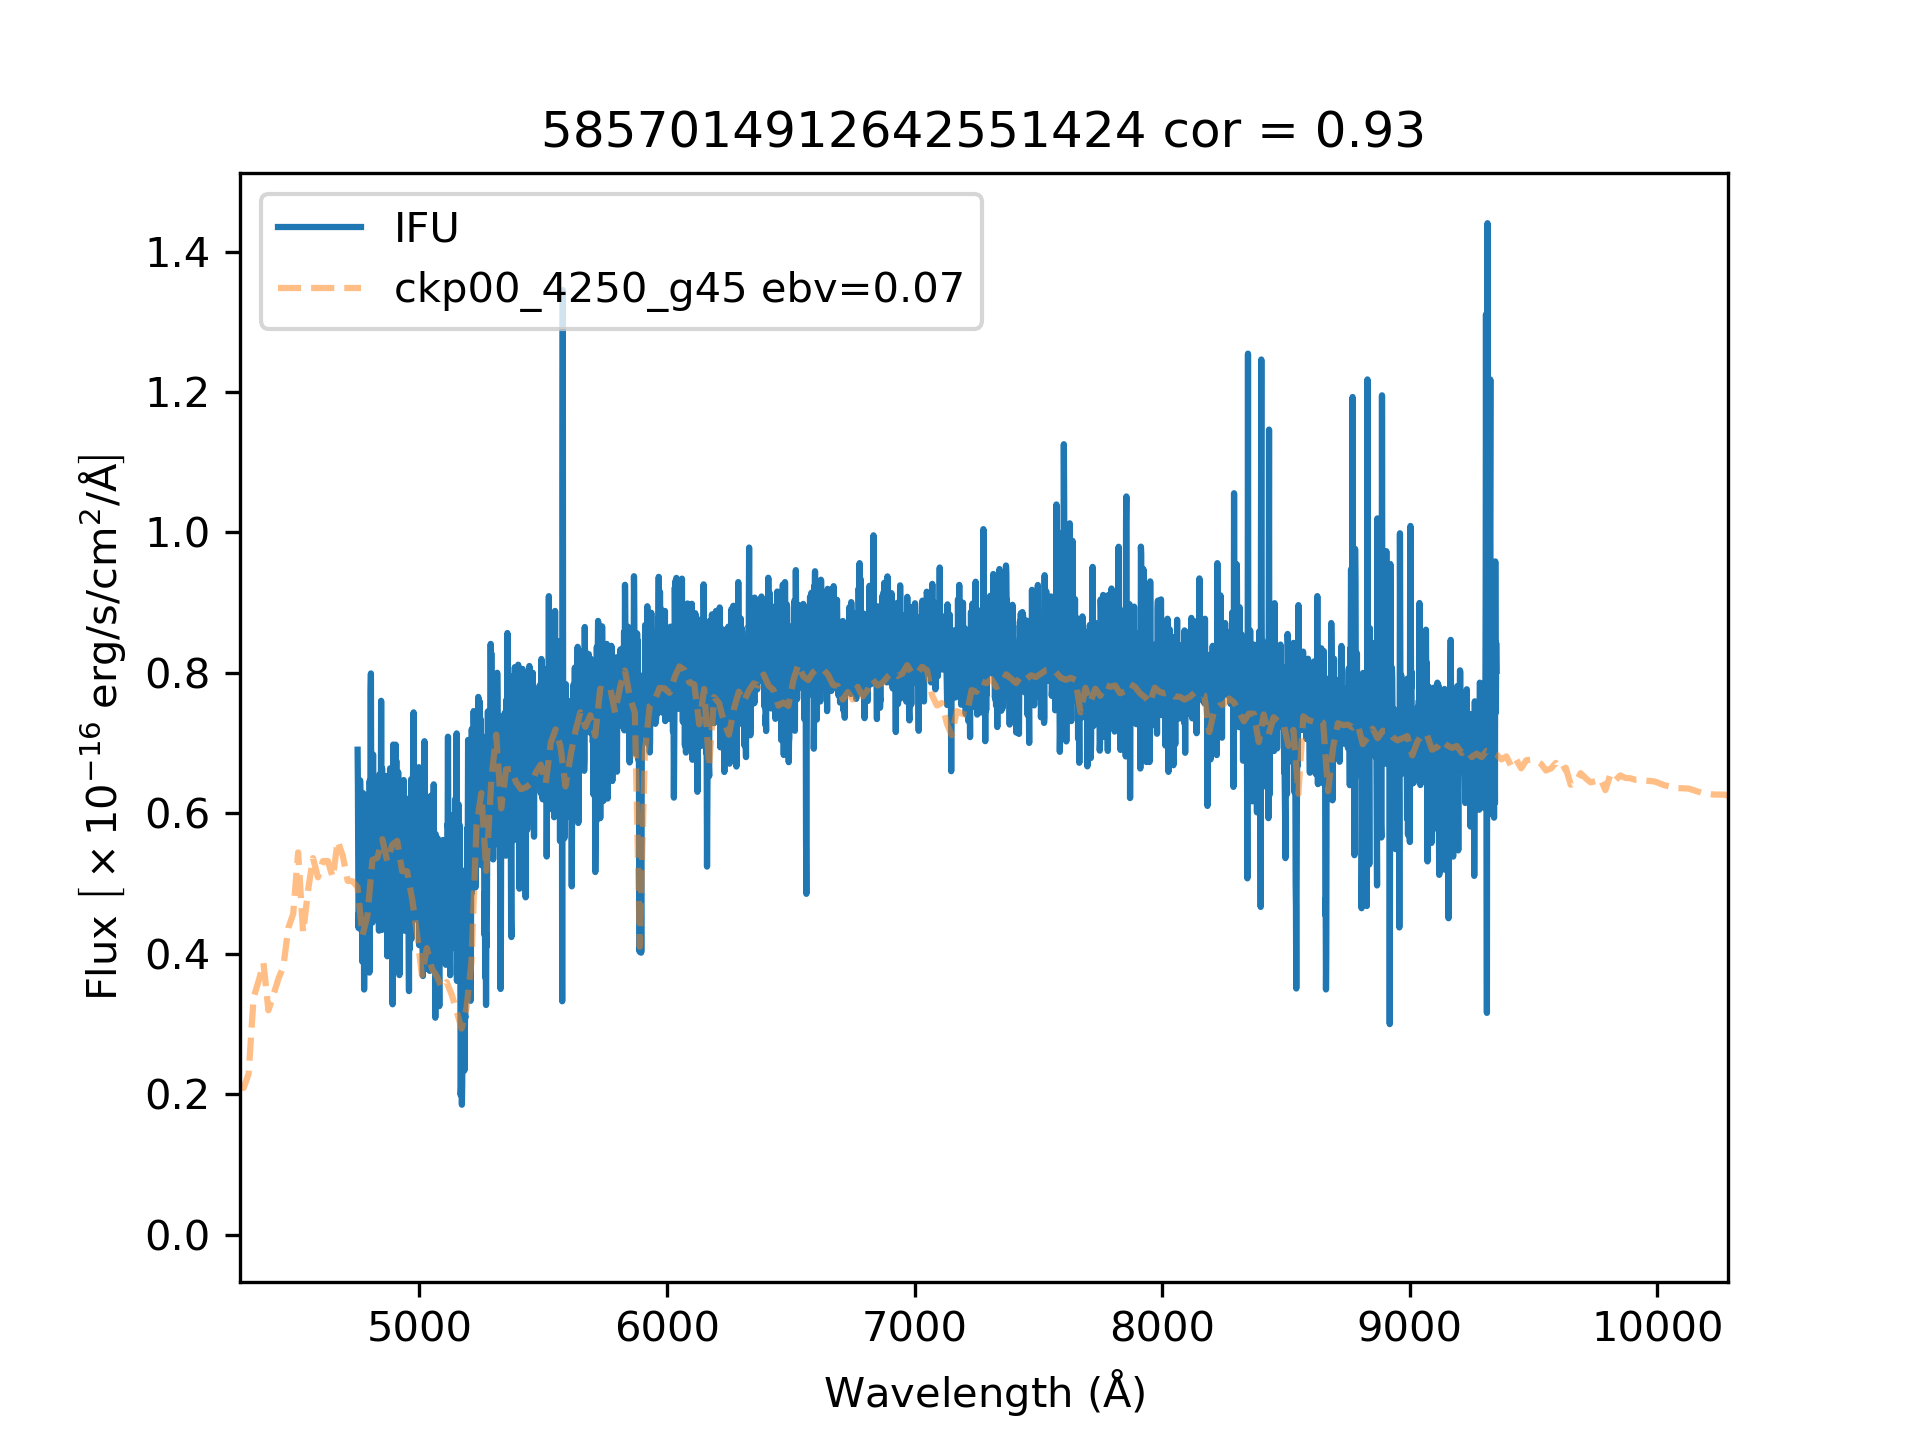 5857014912642551424 cor = 0.93
IFU
ckp00_4250_g45 ebv=0.07
Flux [×10⁻¹⁶ erg/s/cm²/Å]
1.4
1.2
1.0
0.8
0.6
0.4
0.2
0.0
5000 6000 7000 8000 9000 10000
Wavelength (Å)